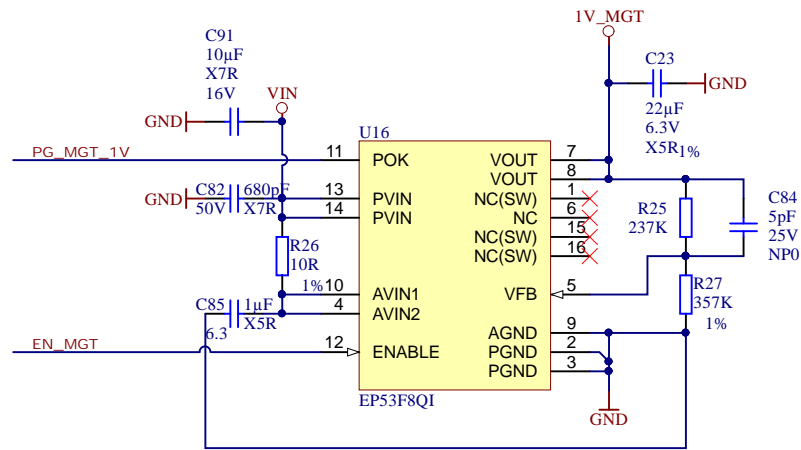 1V_MGT
C91
10µF
X7R
16V
C23
GND
22µF
6.3V
X5R 1%
VIN
GND
U16
PG_MGT_1V
11 POK
VOUT 7
VOUT 8
GND
C82 680pF
50V X7R
13 PVIN
14 PVIN
NC(SW) 1
NC 6
NC(SW) 15
NC(SW) 16
R25
237K
C84
5pF
25V
NP0
R26
10R
1%
10 AVIN1
4 AVIN2
VFB 5
R27
357K
1%
C85 1µF
6.3 X5R
EN_MGT
12 ENABLE
AGND 9
PGND 2
PGND 3
EP53F8QI
GND